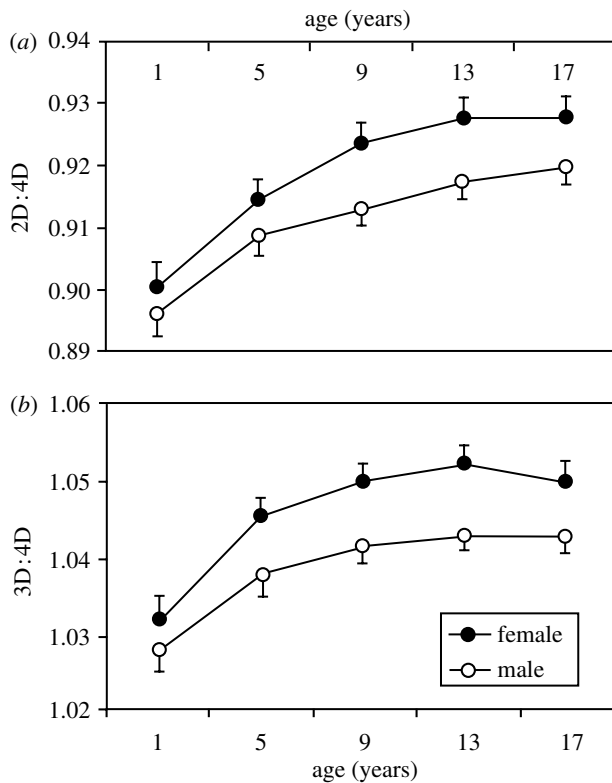 age (years)
(a)
0.94
1 5 9 13 17
0.93
0.92
0.91
0.90
0.89
2D:4D
(b)
1.06
1.05
1.04
1.03
1.02
3D:4D
female
male
1 5 9 13 17
age (years)